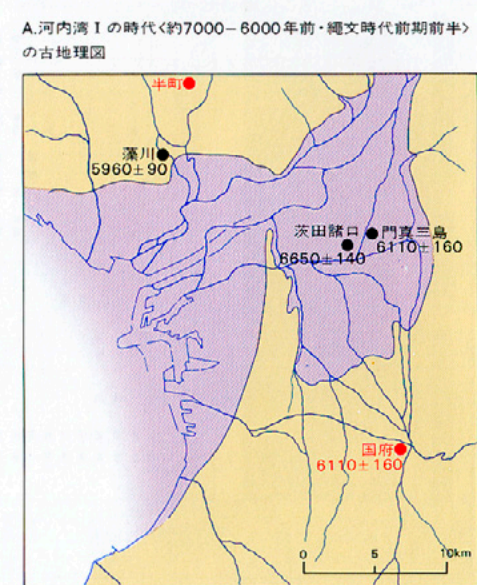 A.河内湾Ⅰの時代〈約7000−6000年前・縄文時代前期前半〉
の古地理図
半町
藻川
5960±90
茨田諸口
6650±140
門真三島
6110±160
国府
6110±160
0 5 10km